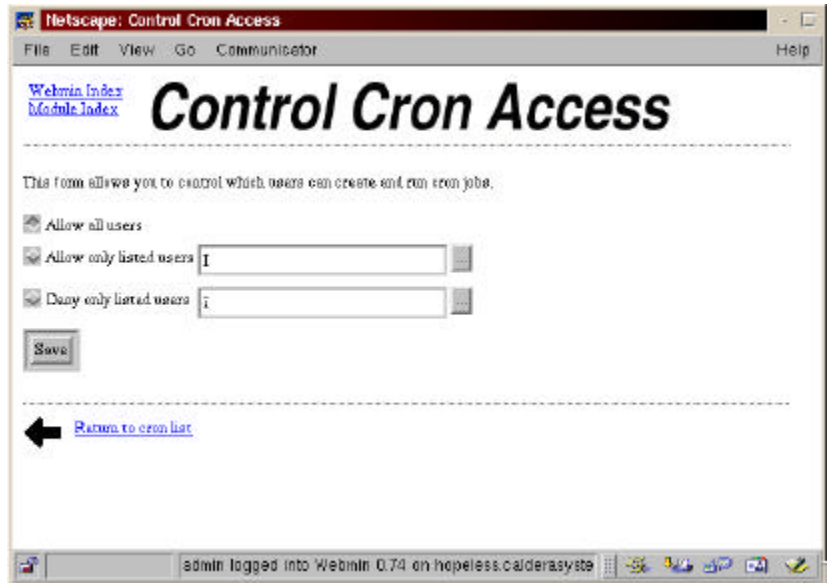 Netscape: Control Cron Access
File Edit View Go Communicator Help
Webmin Index
Module Index
Control Cron Access
This form allows you to control which users can create and run cron jobs.
Allow all users
Allow only listed users ...
Deny only listed users ...
Save
Return to cron list
admin logged into Webmin 0.74 on hopeless.calderasyste